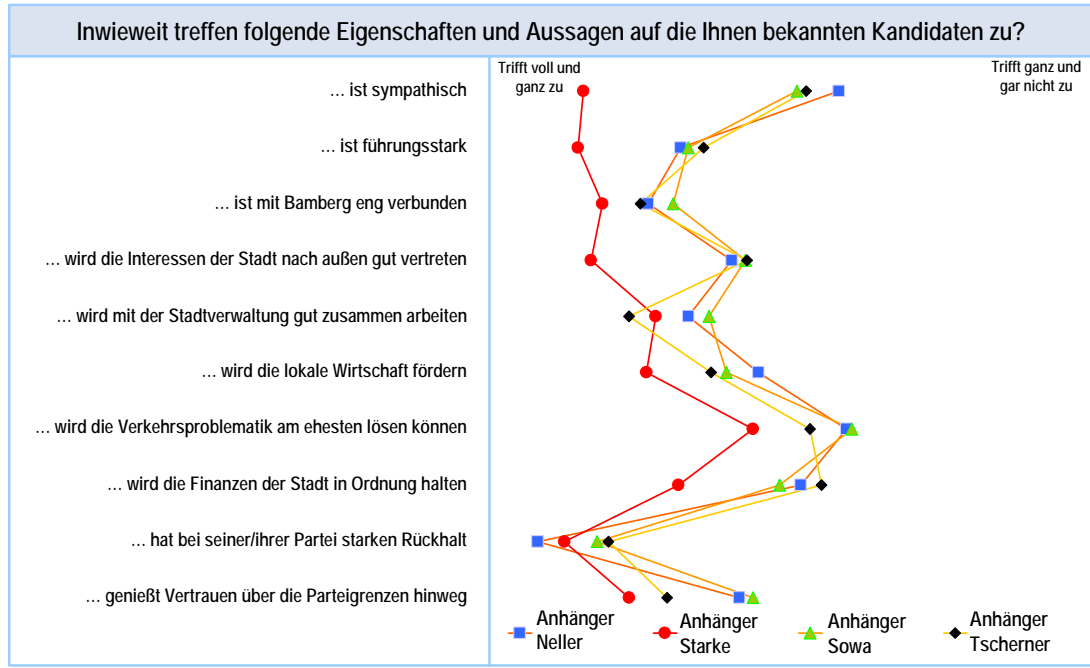 Inwieweit treffen folgende Eigenschaften und Aussagen auf die Ihnen bekannten Kandidaten zu?
Trifft voll und
ganz zu
Trifft ganz und
gar nicht zu
... ist sympathisch
... ist führungsstark
... ist mit Bamberg eng verbunden
... wird die Interessen der Stadt nach außen gut vertreten
... wird mit der Stadtverwaltung gut zusammen arbeiten
... wird die lokale Wirtschaft fördern
... wird die Verkehrsproblematik am ehesten lösen können
... wird die Finanzen der Stadt in Ordnung halten
... hat bei seiner/ihrer Partei starken Rückhalt
... genießt Vertrauen über die Parteigrenzen hinweg
Anhänger
Neller
Anhänger
Starke
Anhänger
Sowa
Anhänger
Tscherner